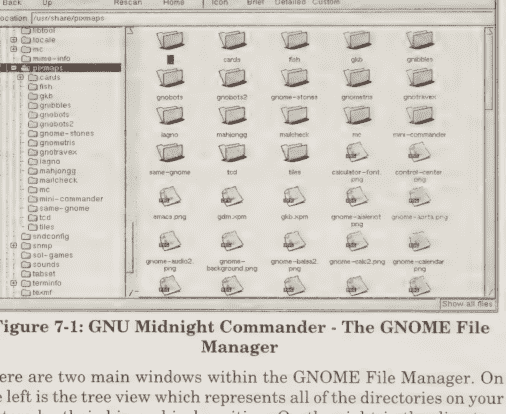 Back Up Rescan Home Icon Brief Detailed Custom
ocation /usr/share/pixmaps
libtool
locale
mc
mime-info
pixmaps
cards
fish
gkb
gnibbles
gnobots
gnobots2
gnome-stones
gnometris
gnotravex
iagno
mahjongg
mailcheck
mc
mini-commander
same-gnome
tcd
tiles
sndconfig
snmp
sol-games
sounds
tabset
terminfo
texmf
cards fish gkb gnibbles
gnobots gnobots2 gnome-stones gnometris gnotravex
iagno mahjongg mailcheck mc mini-commander
same-gnome tcd tiles calculator-font.png control-center.png
emacs.png gdm.xpm gkb.xpm gnome-aisleriot.png
gnome-audio2.png gnome-background.png gnome-balsa2.png gnome-calc2.png gnome-calendar.png
Show all files
igure 7-1: GNU Midnight Commander - The GNOME File
Manager
ere are two main windows within the GNOME File Manager. On
e left is the tree view which represents all of the directories on your